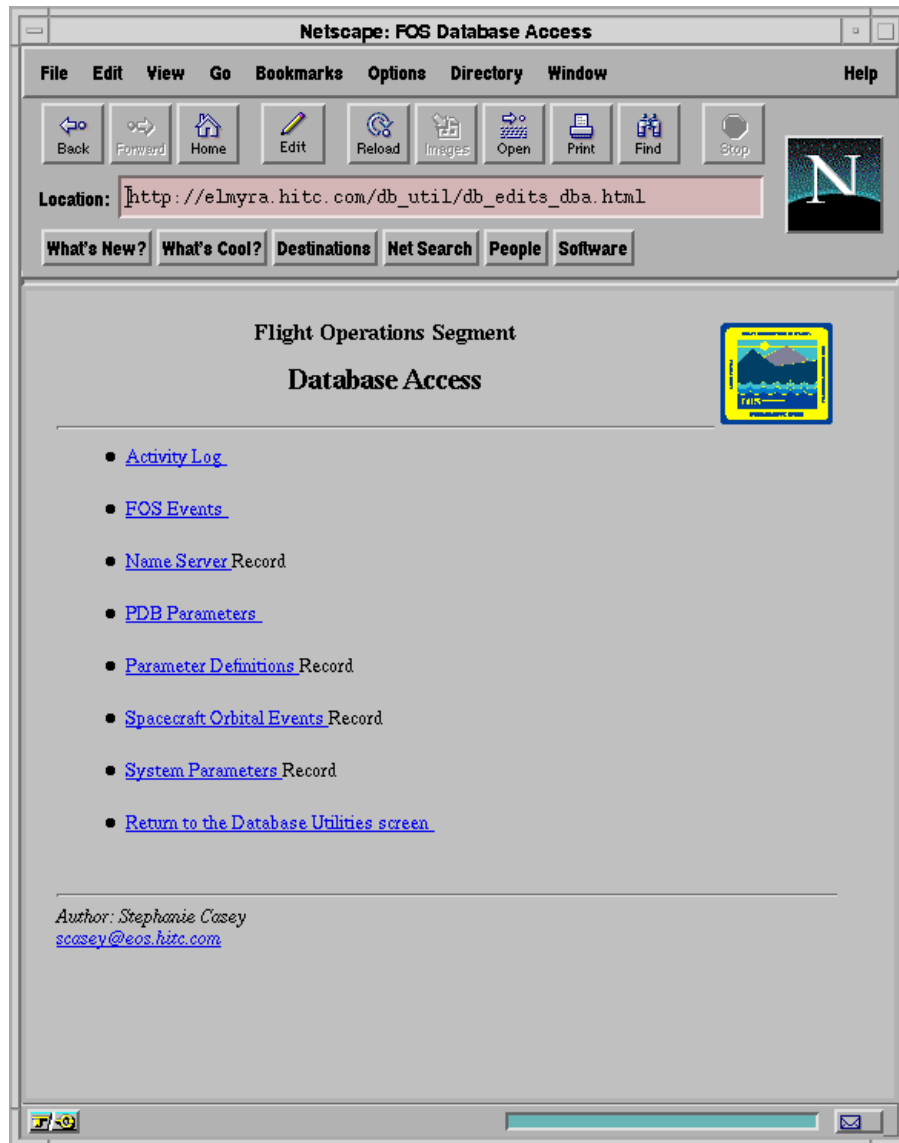 Netscape: FOS Database Access
File Edit View Go Bookmarks Options Directory Window Help
Back Forward Home Edit Reload Images Open Print Find Stop
Location: http://elmyra.hitc.com/db_util/db_edits_dba.html
N
What's New? What's Cool? Destinations Net Search People Software
Flight Operations Segment
Database Access
Activity Log
FOS Events
Name Server Record
PDB Parameters
Parameter Definitions Record
Spacecraft Orbital Events Record
System Parameters Record
Return to the Database Utilities screen
Author: Stephanie Casey
scasey@eos.hitc.com